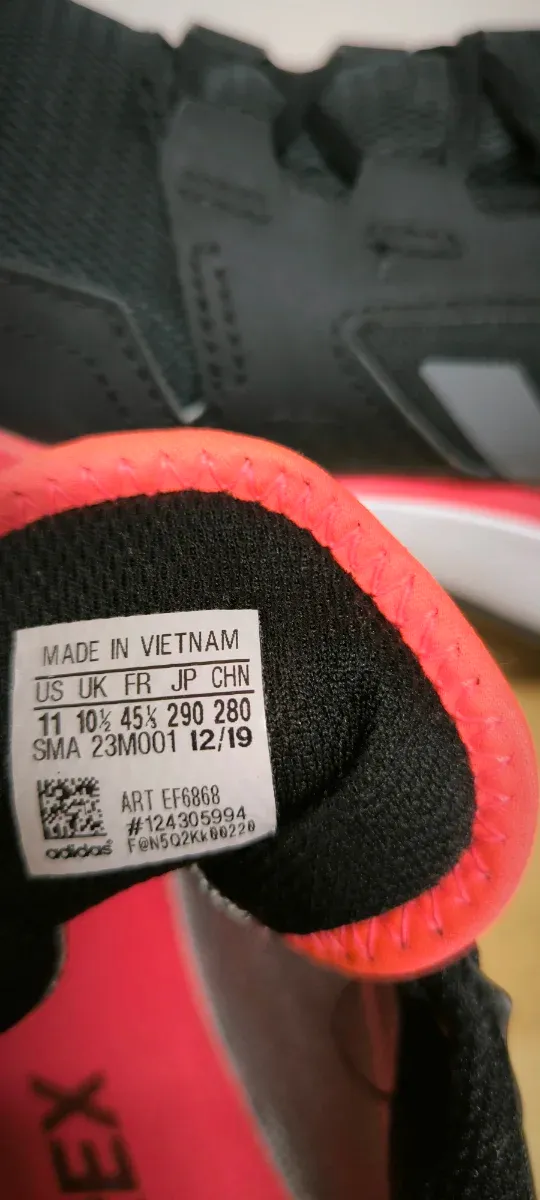 MADE IN VIETNAM
US UK FR JP CHN
11 10½ 45⅓ 290 280
SMA 23M001 12/19
ART EF6868
#124305994
adidas F@N5Q2Kk00220
EX